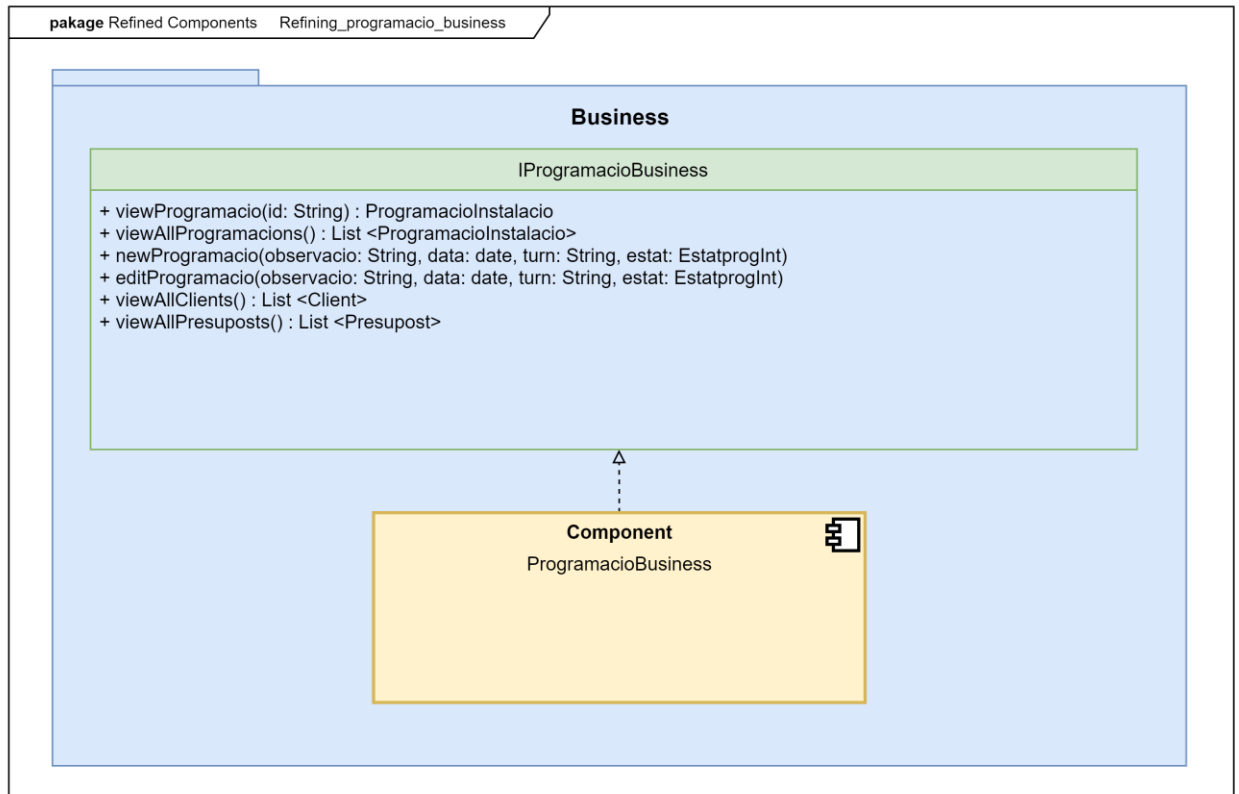 pakage Refined Components Refining_programacio_business
Business
IProgramacioBusiness
+ viewProgramacio(id: String) : ProgramacioInstalacio
+ viewAllProgramacions() : List <ProgramacioInstalacio>
+ newProgramacio(observacio: String, data: date, turn: String, estat: EstatprogInt)
+ editProgramacio(observacio: String, data: date, turn: String, estat: EstatprogInt)
+ viewAllClients() : List <Client>
+ viewAllPresuposts() : List <Presupost>
Component
ProgramacioBusiness